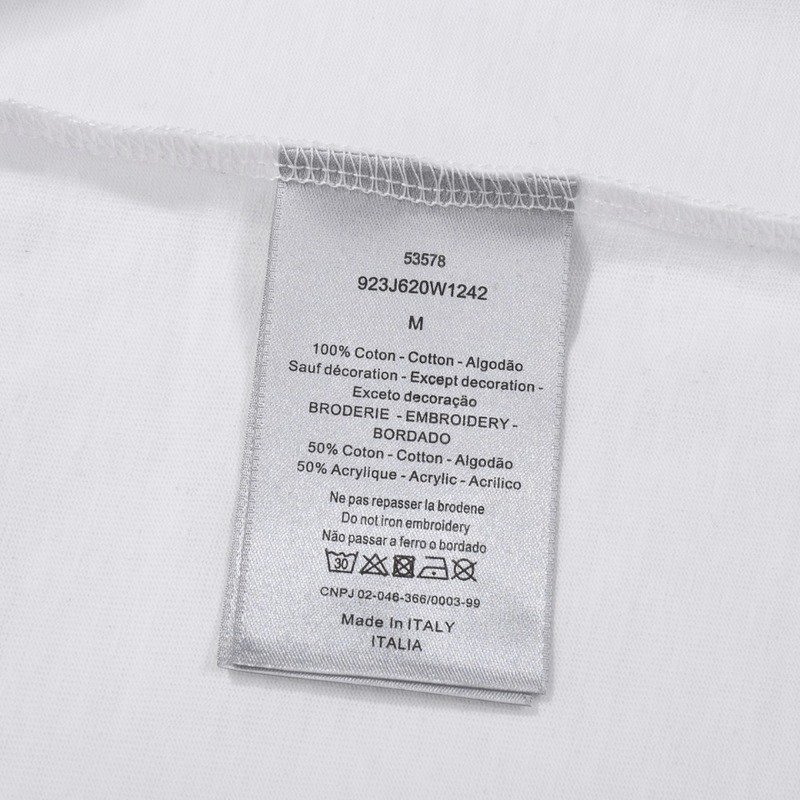 53578
923J620W1242
M
100% Coton - Cotton - Algodão
Sauf décoration - Except decoration -
Exceto decoração
BRODERIE - EMBROIDERY -
BORDADO
50% Coton - Cotton - Algodão
50% Acrylique - Acrylic - Acrilico
Ne pas repasser la brodene
Do not iron embroidery
Não passar a ferro o bordado
30
CNPJ 02-046-366/0003-99
Made In ITALY
ITALIA